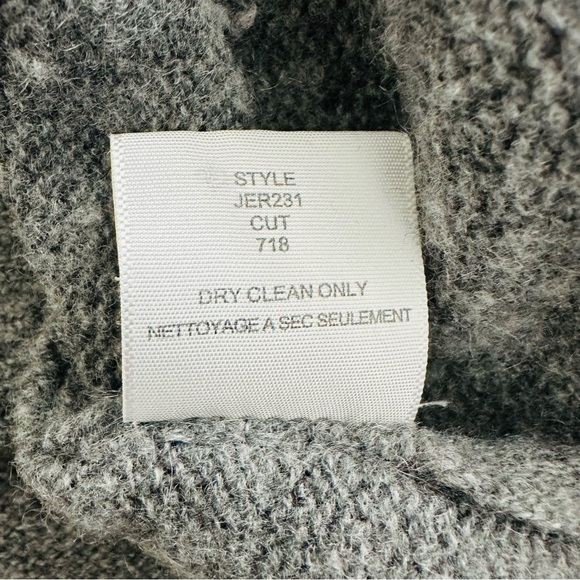 STYLE
JER231
CUT
718
DRY CLEAN ONLY
NETTOYAGE A SEC SEULEMENT